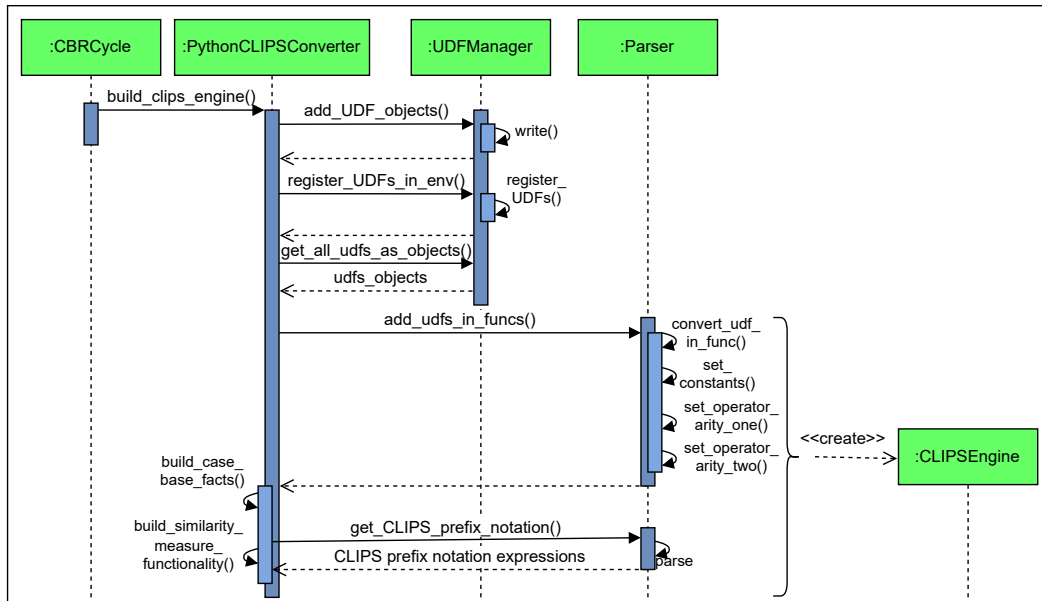 :CBRCycle
:PythonCLIPSConverter
:UDFManager
:Parser
build_clips_engine()
add_UDF_objects()
write()
register_UDFs_in_env()
register_
UDFs()
get_all_udfs_as_objects()
udfs_objects
add_udfs_in_funcs()
convert_udf_
in_func()
set_
constants()
set_operator_
arity_one()
set_operator_
arity_two()
<<create>>
:CLIPSEngine
build_case_
base_facts()
build_similarity_
measure_
functionality()
get_CLIPS_prefix_notation()
parse
CLIPS prefix notation expressions